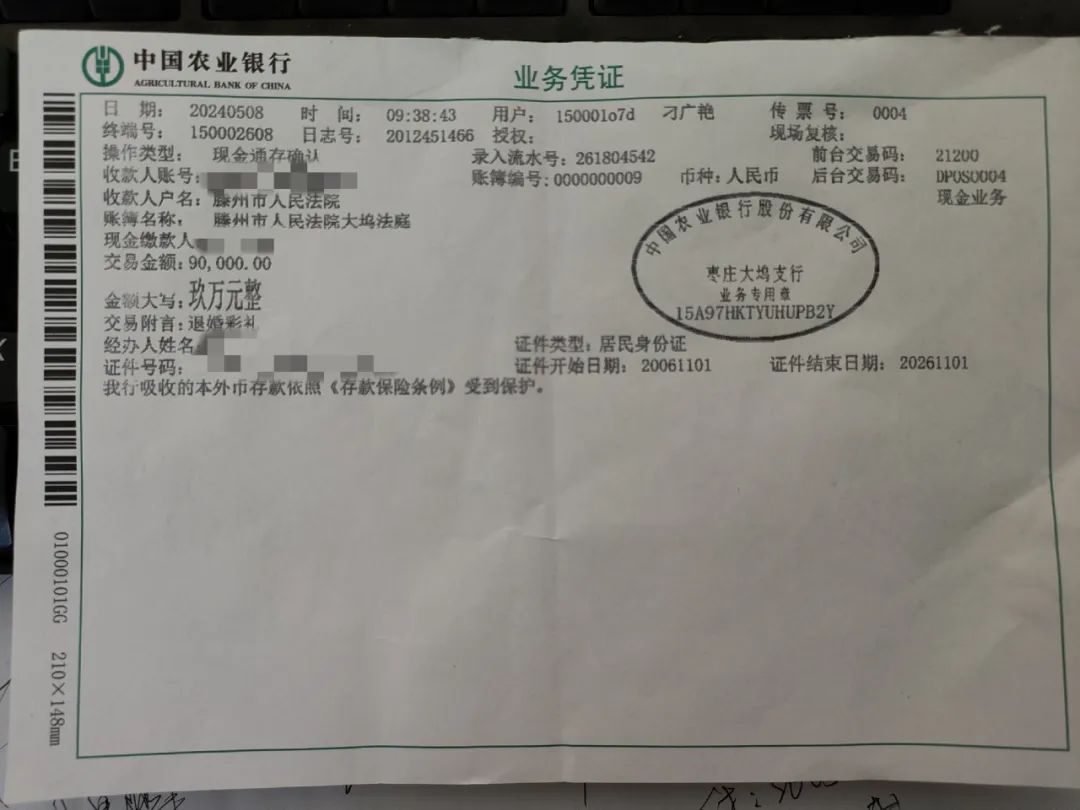 中国农业银行
AGRICULTURAL BANK OF CHINA
业务凭证
日 期： 20240508 时 间： 09:38:43 用户： 150001o7d 刁广艳 传 票 号： 0004
终端号： 150002608 日志号： 2012451466 授权： 现场复核：
操作类型： 现金通存确认 录入流水号：261804542 前台交易码： 21200
收款人账号： 账簿编号:0000000009 币种：人民币 后台交易码： DP0S0004
收款人户名： 滕州市人民法院 现金业务
账簿名称： 滕州市人民法院大坞法庭
现金缴款人
交易金额：90,000.00
金额大写：玖万元整
交易附言：退婚彩礼
经办人姓名 证件类型：居民身份证
证件号码： 证件开始日期： 20061101 证件结束日期： 20261101
我行吸收的本外币存款依照《存款保险条例》受到保护。
中国农业银行股份有限公司
枣庄大坞支行
业务专用章
15A97HKTYUHUPB2Y
01000101GG 210×148mm